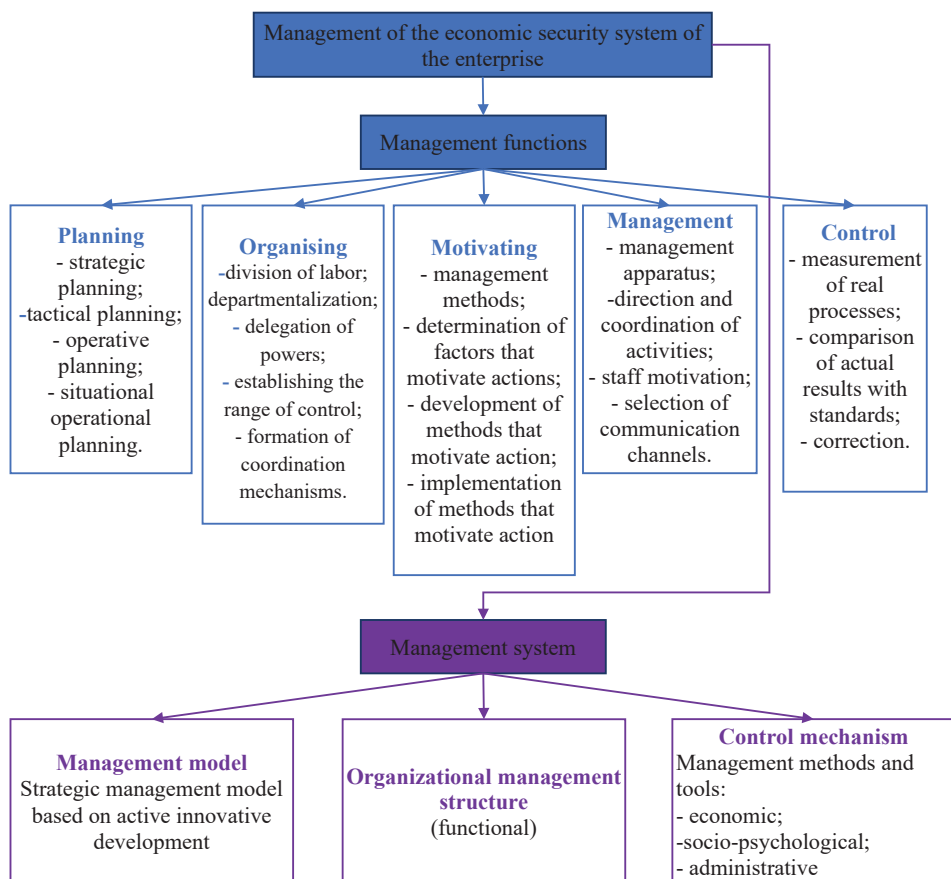 Management of the economic security system of
the enterprise
Management functions
Planning
- strategic
planning;
-tactical planning;
- operative
planning;
- situational
operational
planning.
Organising
-division of labor;
departmentalization;
- delegation of
powers;
- establishing the
range of control;
- formation of
coordination
mechanisms.
Motivating
- management
methods;
- determination of
factors that
motivate actions;
- development of
methods that
motivate action;
- implementation
of methods that
motivate action
Management
- management
apparatus;
-direction and
coordination of
activities;
- staff motivation;
- selection of
communication
channels.
Control
- measurement
of real
processes;
- comparison
of actual
results with
standards;
- correction.
Management system
Management model
Strategic management model
based on active innovative
development
Organizational management
structure
(functional)
Control mechanism
Management methods and
tools:
- economic;
-socio-psychological;
- administrative